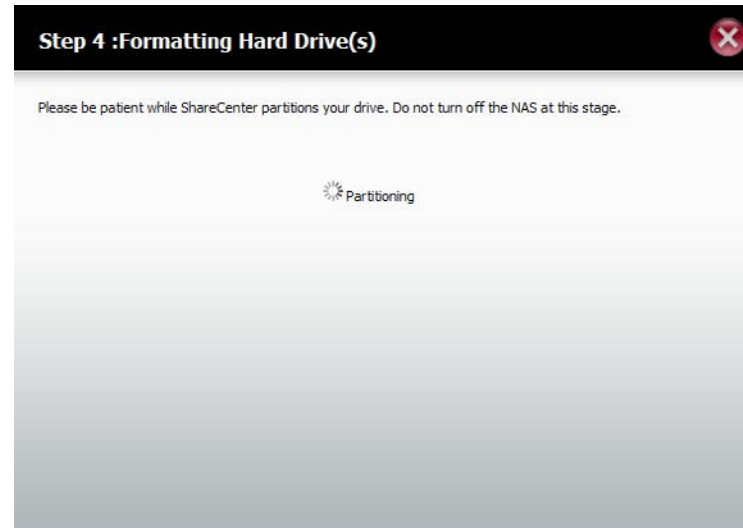 Step 4 :Formatting Hard Drive(s)
Please be patient while ShareCenter partitions your drive. Do not turn off the NAS at this stage.
Partitioning